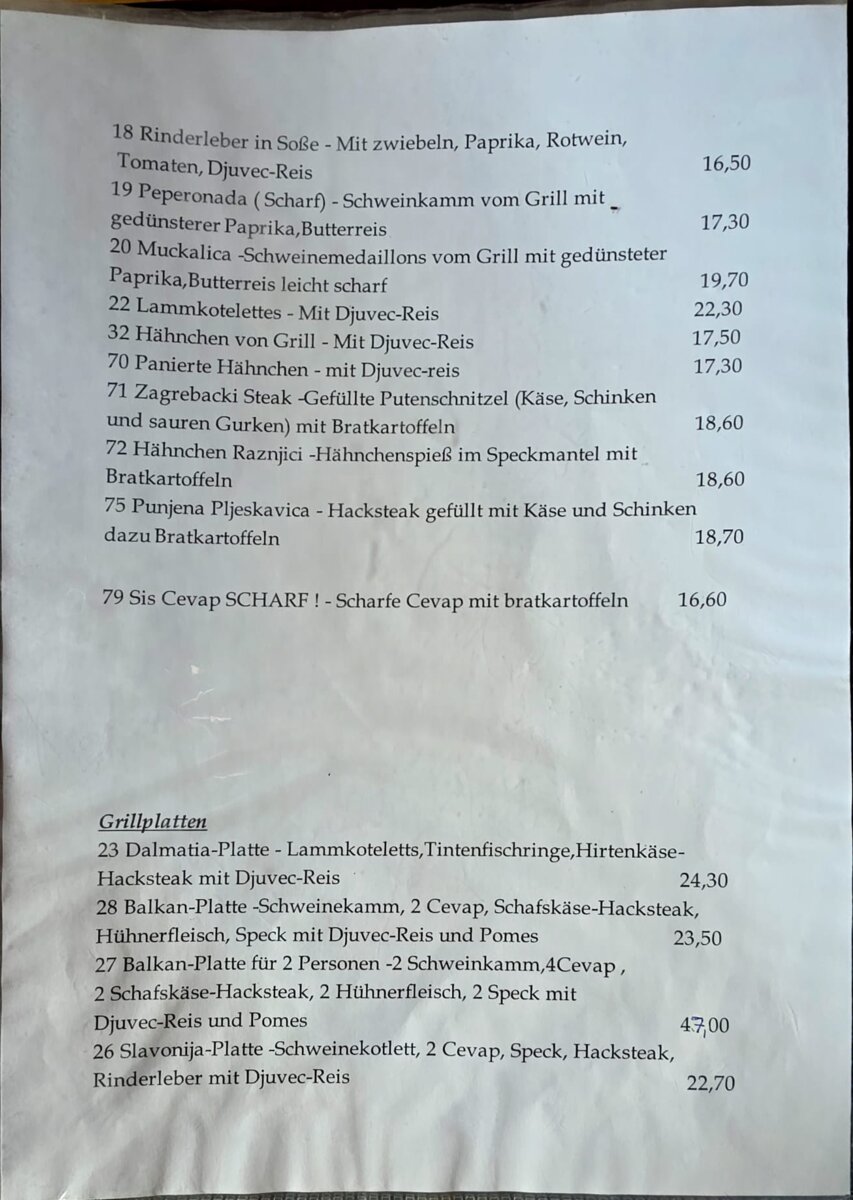 18 Rinderleber in Soße - Mit zwiebeln, Paprika, Rotwein,
Tomaten, Djuvec-Reis 16,50
19 Peperonada ( Scharf) - Schweinkamm vom Grill mit
gedünsterer Paprika,Butterreis 17,30
20 Muckalica -Schweinemedaillons vom Grill mit gedünsteter
Paprika,Butterreis leicht scharf 19,70
22 Lammkotelettes - Mit Djuvec-Reis 22,30
32 Hähnchen von Grill - Mit Djuvec-Reis 17,50
70 Panierte Hähnchen - mit Djuvec-reis 17,30
71 Zagrebacki Steak -Gefüllte Putenschnitzel (Käse, Schinken
und sauren Gurken) mit Bratkartoffeln 18,60
72 Hähnchen Raznjici -Hähnchenspieß im Speckmantel mit
Bratkartoffeln 18,60
75 Punjena Pljeskavica - Hacksteak gefüllt mit Käse und Schinken
dazu Bratkartoffeln 18,70
79 Sis Cevap SCHARF ! - Scharfe Cevap mit bratkartoffeln 16,60
Grillplatten
23 Dalmatia-Platte - Lammkoteletts,Tintenfischringe,Hirtenkäse-
Hacksteak mit Djuvec-Reis 24,30
28 Balkan-Platte -Schweinekamm, 2 Cevap, Schafskäse-Hacksteak,
Hühnerfleisch, Speck mit Djuvec-Reis und Pomes 23,50
27 Balkan-Platte für 2 Personen -2 Schweinkamm,4Cevap ,
2 Schafskäse-Hacksteak, 2 Hühnerfleisch, 2 Speck mit
Djuvec-Reis und Pomes 47,00
26 Slavonija-Platte -Schweinekotlett, 2 Cevap, Speck, Hacksteak,
Rinderleber mit Djuvec-Reis 22,70